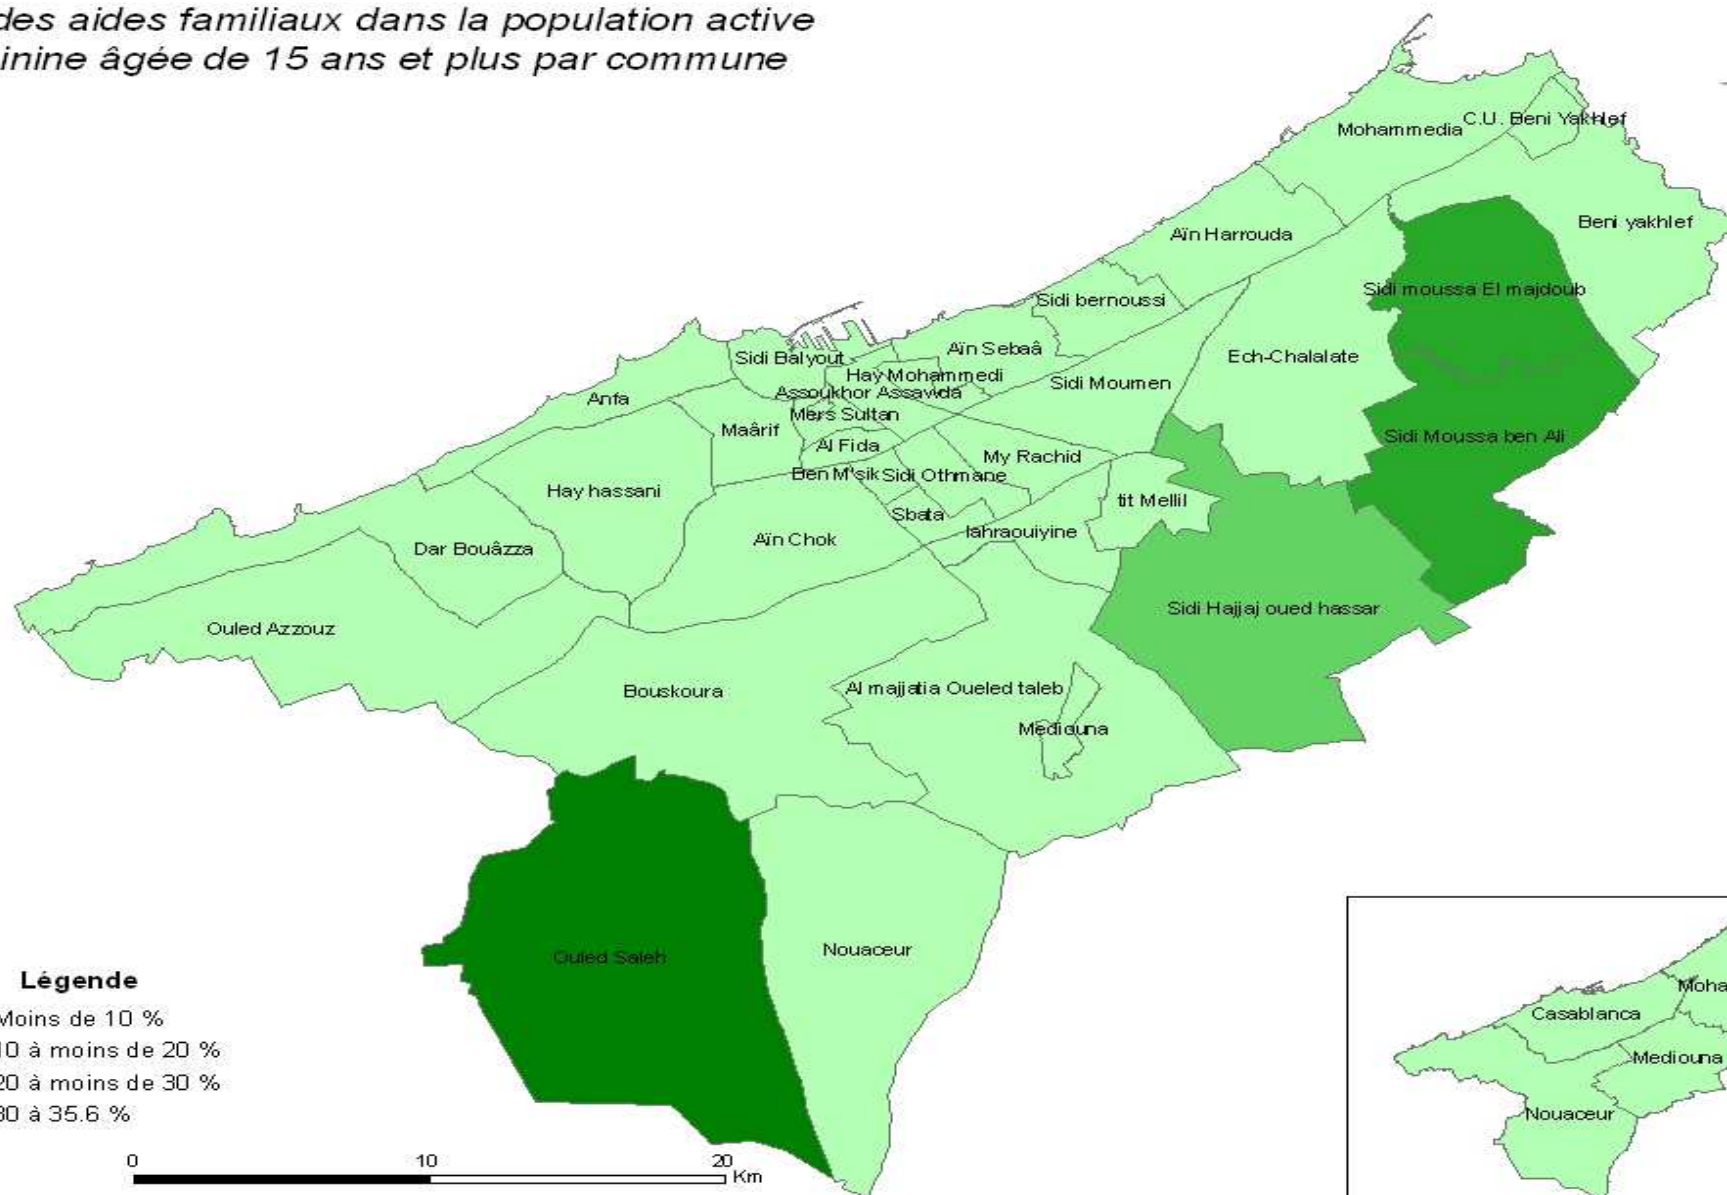 des aides familiaux dans la population active
inine âgée de 15 ans et plus par commune
Mohammedia
C.U. Beni Yakhlef
Beni yakhlef
Aïn Harrouda
Sidi moussa El majdoub
Sidi bernoussi
Aïn Sebaâ
Sidi Balyout
Ech-Chalalate
Hay Mohammedi
Sidi Moumen
Assoukhor Assawda
Anfa
Mers Sultan
Maârif
Al Fida
Sidi Moussa ben Ali
My Rachid
Ben M'sik
Sidi Othmane
Hay hassani
tit Mellil
Sbata
lahraouiyine
Aïn Chok
Dar Bouâzza
Sidi Hajjaj oued hassar
Ouled Azzouz
Bouskoura
Al majjatia Oueled taleb
Mediouna
Ouled Saleh
Nouaceur
Légende
Moins de 10 %
10 à moins de 20 %
20 à moins de 30 %
30 à 35.6 %
0 10 20
Km
Moha
Casablanca
Mediouna
Nouaceur